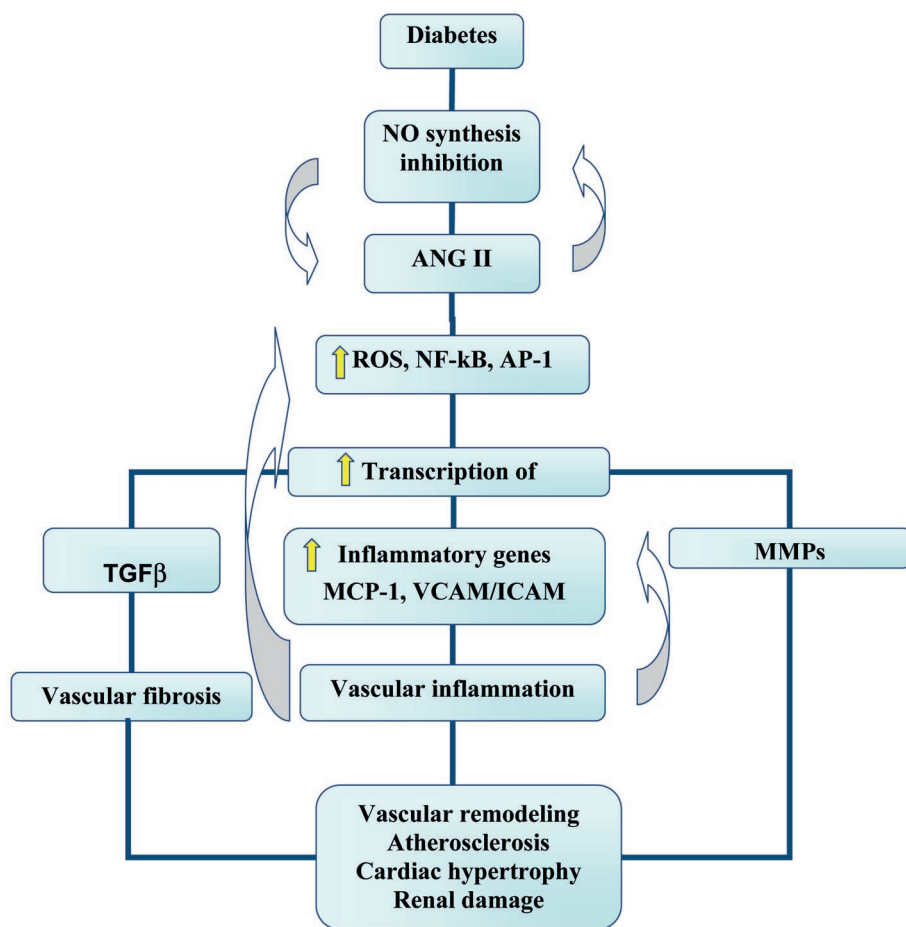 Diabetes
NO synthesis
inhibition
ANG II
ROS, NF-kB, AP-1
Transcription of
TGFβ
Inflammatory genes
MCP-1, VCAM/ICAM
MMPs
Vascular fibrosis
Vascular inflammation
Vascular remodeling
Atherosclerosis
Cardiac hypertrophy
Renal damage